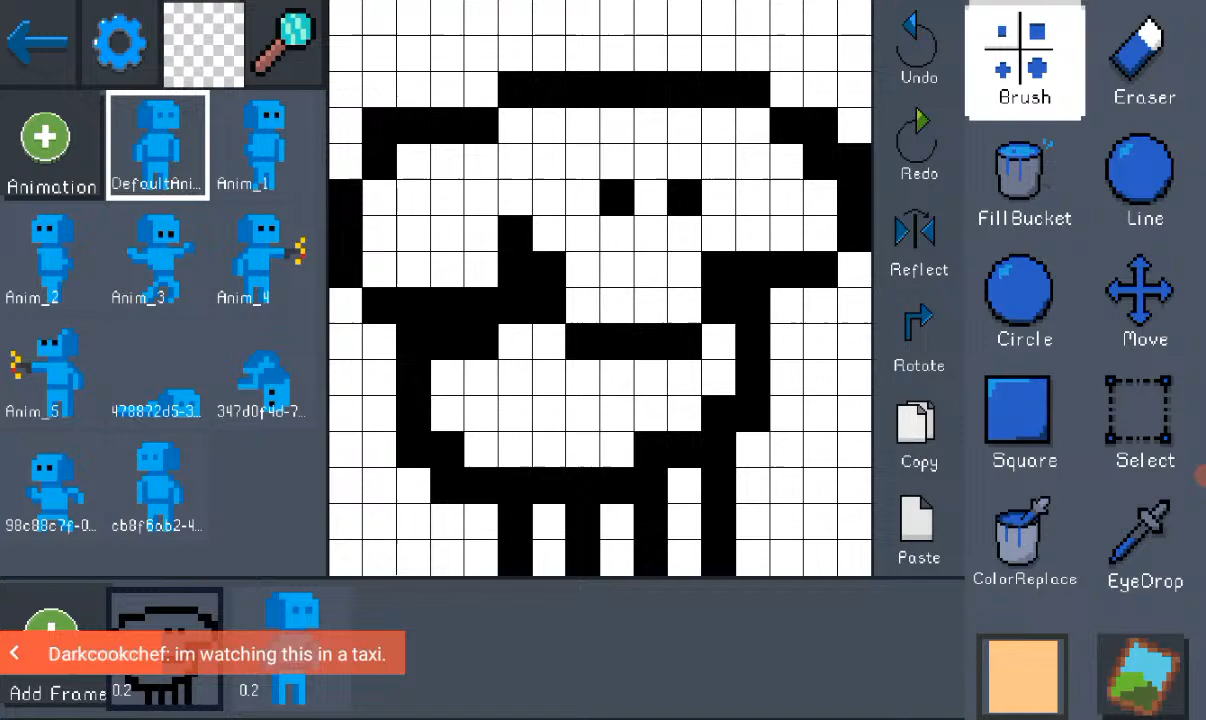 Animation
DefaultAni...
Anim_1
Anim_2
Anim_3
Anim_4
Anim_5
478872d5-3...
347d0f4d-7...
98c88c7f-0...
cb8f6ab2-4...
Undo
Redo
Reflect
Rotate
Copy
Paste
Brush
Eraser
FillBucket
Line
Circle
Move
Square
Select
ColorReplace
EyeDrop
Darkcookchef: im watching this in a taxi.
Add Frame
0.2
0.2